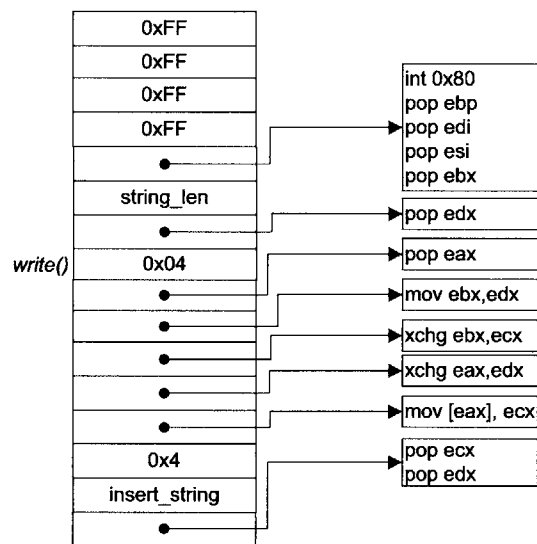 0xFF
0xFF
0xFF
0xFF
string_len
write()
0x04
0x4
insert_string
int 0x80
pop ebp
pop edi
pop esi
pop ebx
pop edx
pop eax
mov ebx,edx
xchg ebx,ecx
xchg eax,edx
mov [eax], ecx
pop ecx
pop edx